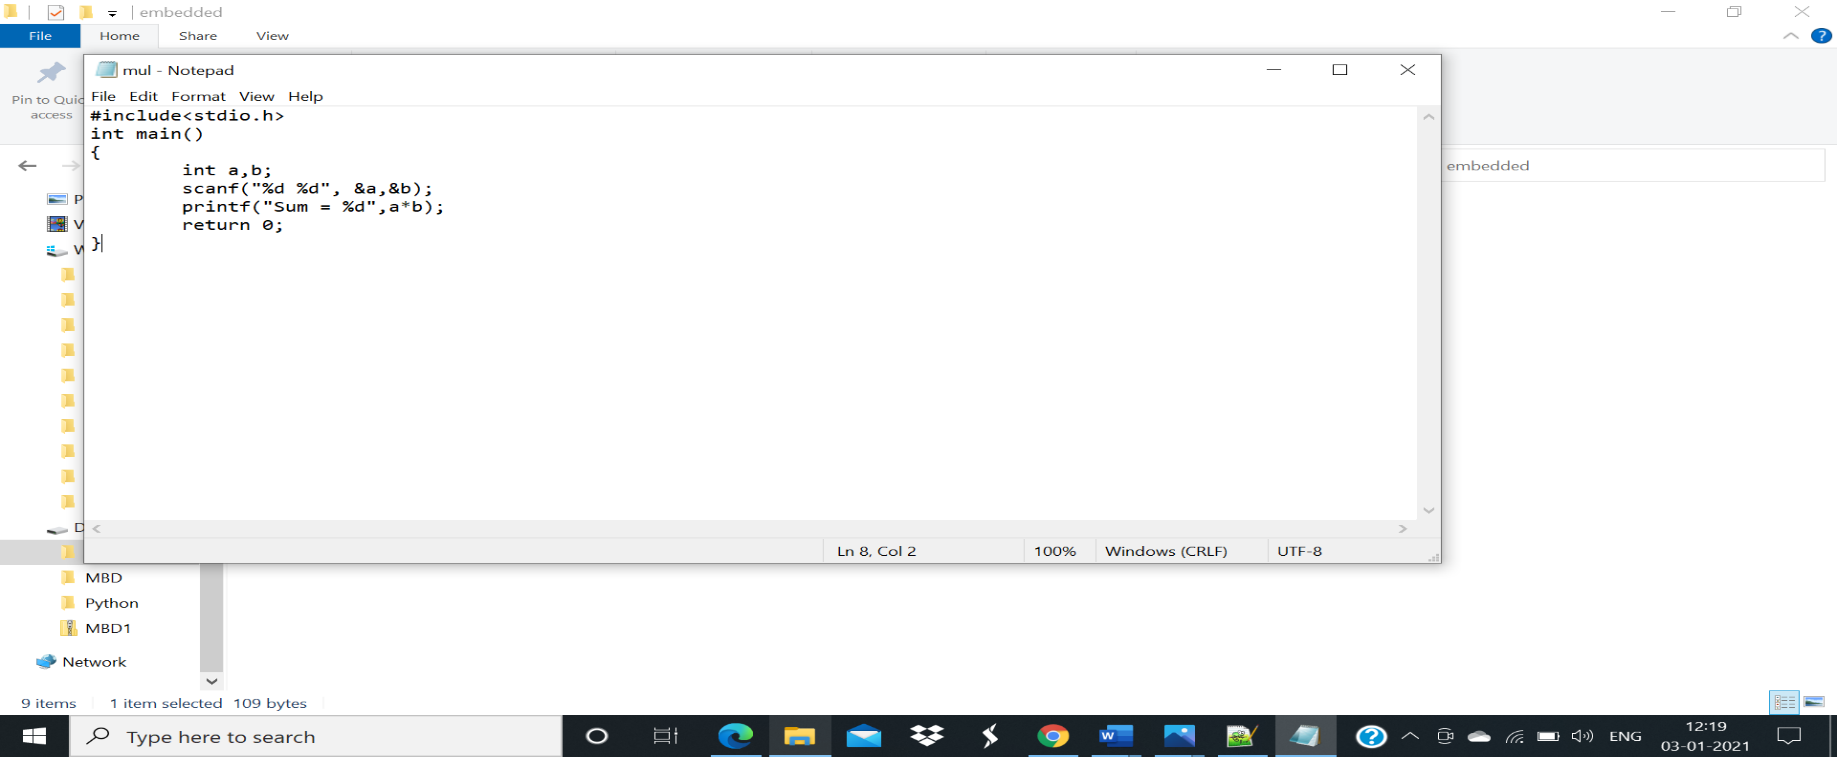 embedded
File Home Share View
Pin to Quic
access
mul - Notepad
File Edit Format View Help
#include<stdio.h>
int main()
{
int a,b;
scanf("%d %d", &a,&b);
printf("Sum = %d",a*b);
return 0;
}
embedded
P
V
W
D
MBD
Python
MBD1
Network
Ln 8, Col 2 100% Windows (CRLF) UTF-8
9 items 1 item selected 109 bytes
Type here to search
ENG
12:19
03-01-2021